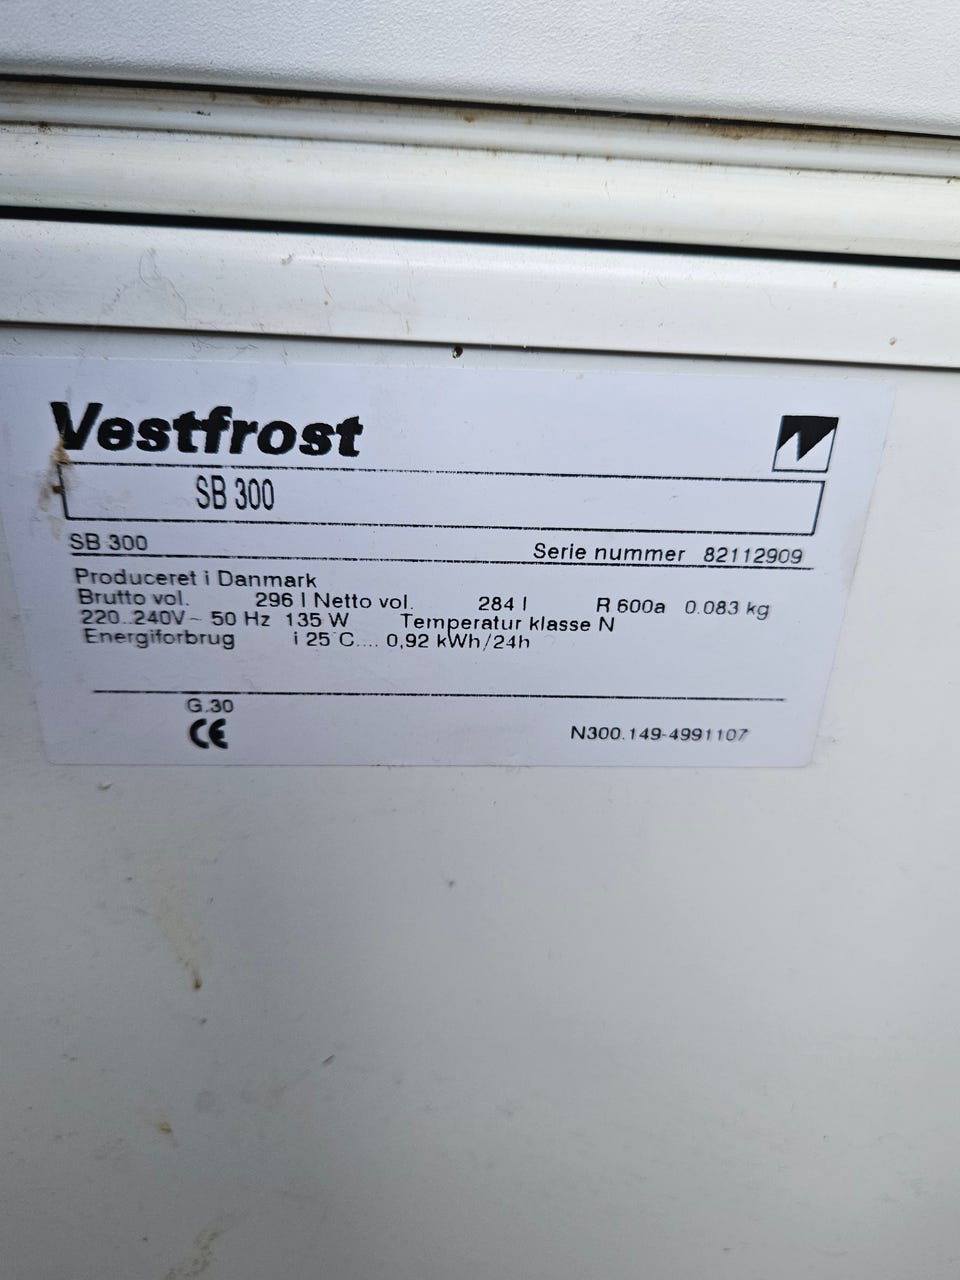 Vestfrost
SB 300
SB 300 Serie nummer 82112909
Produceret i Danmark
Brutto vol. 296 l Netto vol. 284 l R 600a 0.083 kg
220..240V~ 50 Hz 135 W Temperatur klasse N
Energiforbrug i 25°C.... 0,92 kWh/24h
G.30
CE N300.149-4991107